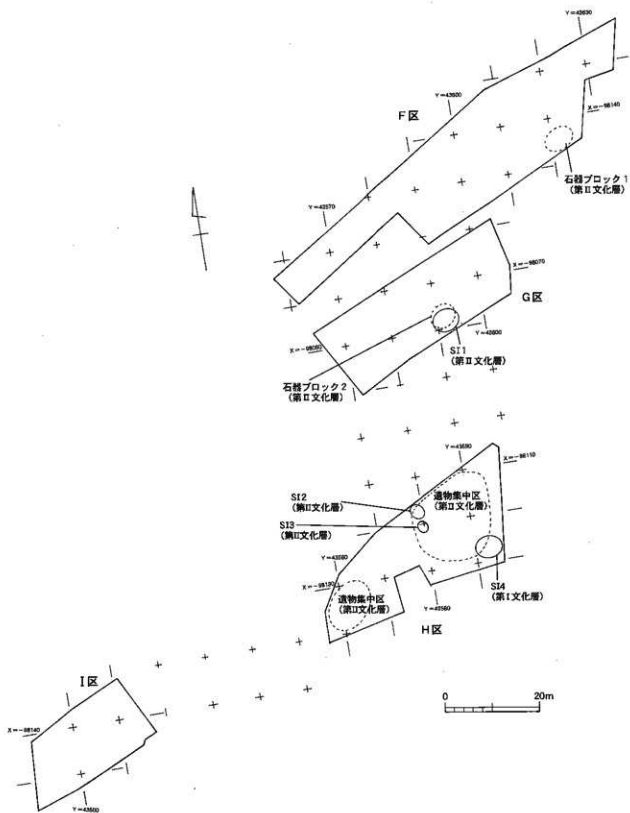 Y=43630
Y=43600
F区
X=-98140
石器ブロック1
(第Ⅱ文化層)
Y=43570
X=-98070
G区
Y=43600
X=-98080
SI1
(第Ⅱ文化層)
石器ブロック2
(第Ⅱ文化層)
Y=43590
X=-98110
遺物集中区
(第Ⅱ文化層)
SI2
(第Ⅱ文化層)
SI3
(第Ⅱ文化層)
Y=43560
X=-98130
SI4
(第Ⅰ文化層)
遺物集中区
(第Ⅱ文化層)
Y=43580
H区
I区
X=-98140
Y=43500
0
20m